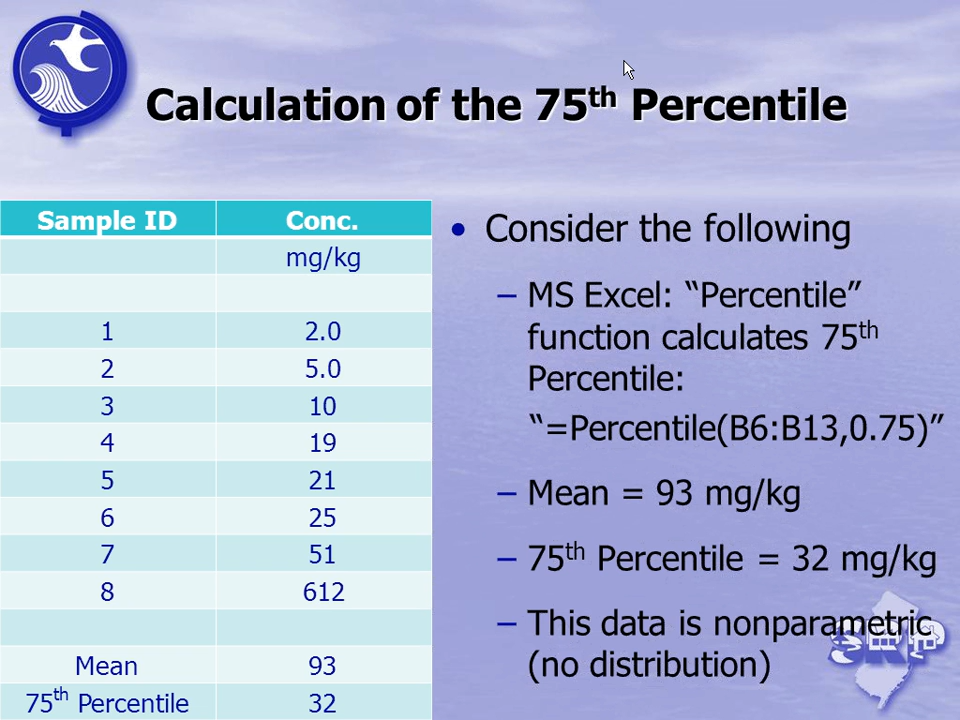 Calculation of the 75th Percentile
Sample ID Conc.
mg/kg
1 2.0
2 5.0
3 10
4 19
5 21
6 25
7 51
8 612
Mean 93
75th Percentile 32
• Consider the following
– MS Excel: “Percentile”
function calculates 75th
Percentile:
“=Percentile(B6:B13,0.75)”
– Mean = 93 mg/kg
– 75th Percentile = 32 mg/kg
– This data is nonparametric
(no distribution)